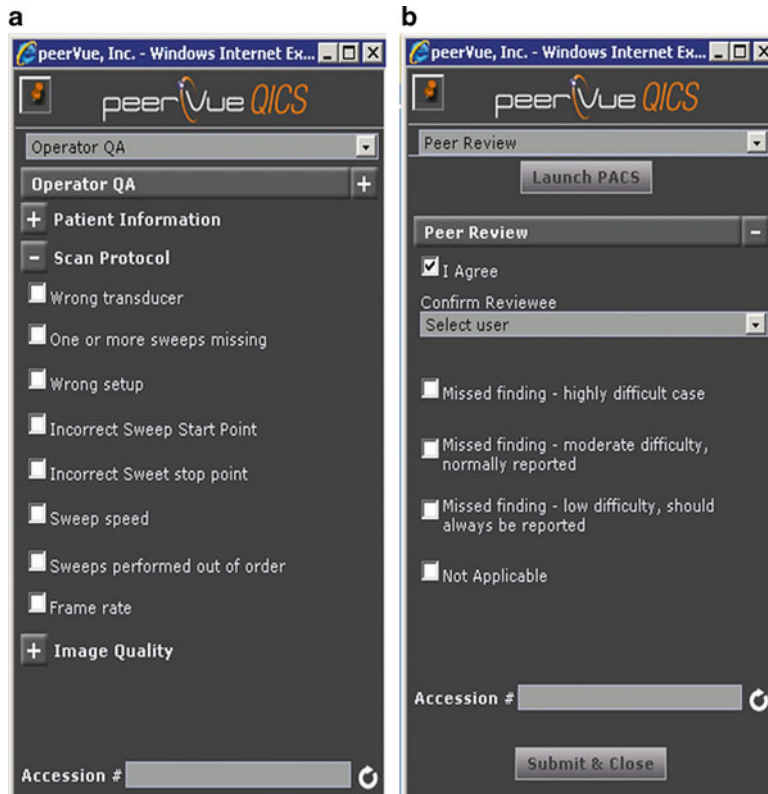 a
peerVue, Inc. - Windows Internet Ex...
peerVue QICS
Operator QA
Operator QA +
+ Patient Information
- Scan Protocol
Wrong transducer
One or more sweeps missing
Wrong setup
Incorrect Sweep Start Point
Incorrect Sweet stop point
Sweep speed
Sweeps performed out of order
Frame rate
+ Image Quality
Accession #
b
peerVue, Inc. - Windows Internet Ex...
peerVue QICS
Peer Review
Launch PACS
Peer Review -
I Agree
Confirm Reviewee
Select user
Missed finding - highly difficult case
Missed finding - moderate difficulty,
normally reported
Missed finding - low difficulty, should
always be reported
Not Applicable
Accession #
Submit & Close